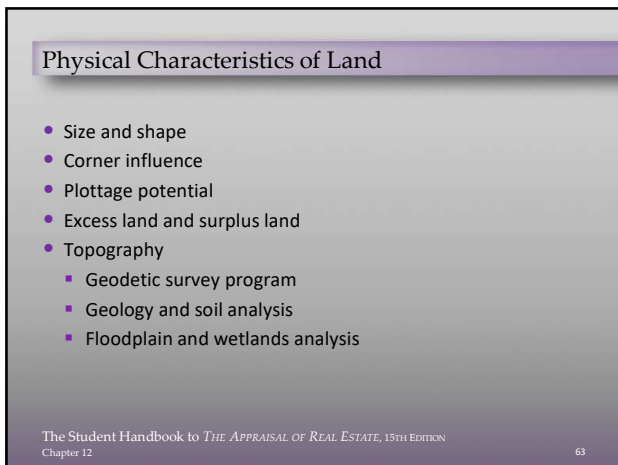 Physical Characteristics of Land
• Size and shape
• Corner influence
• Plottage potential
• Excess land and surplus land
• Topography
▪ Geodetic survey program
▪ Geology and soil analysis
▪ Floodplain and wetlands analysis
The Student Handbook to THE APPRAISAL OF REAL ESTATE, 15TH EDITION
Chapter 12
63